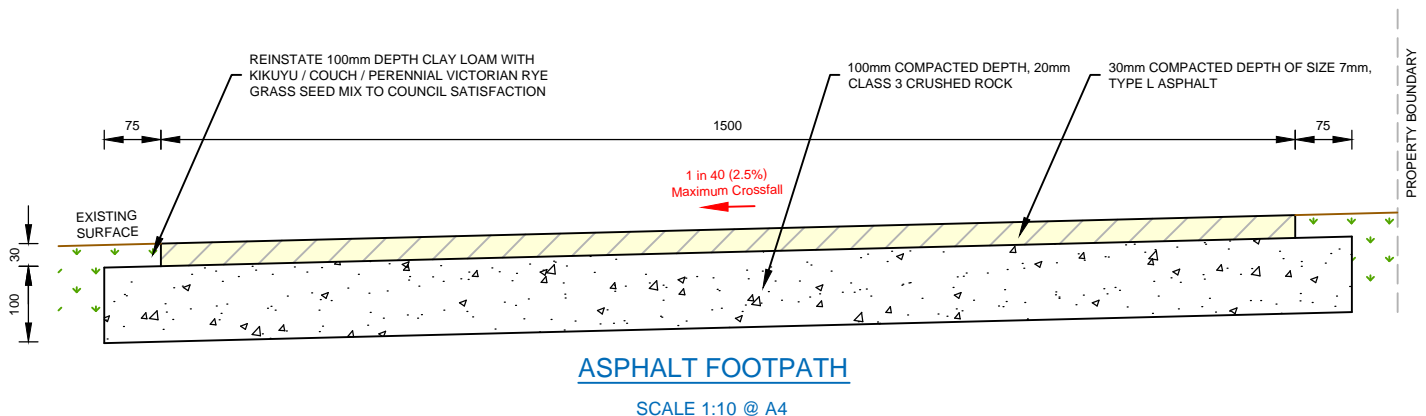 REINSTATE 100mm DEPTH CLAY LOAM WITH
KIKUYU / COUCH / PERENNIAL VICTORIAN RYE
GRASS SEED MIX TO COUNCIL SATISFACTION
100mm COMPACTED DEPTH, 20mm
CLASS 3 CRUSHED ROCK
30mm COMPACTED DEPTH OF SIZE 7mm,
TYPE L ASPHALT
PROPERTY BOUNDARY
75
1500
75
1 in 40 (2.5%)
Maximum Crossfall
EXISTING
SURFACE
30
100
ASPHALT FOOTPATH
SCALE 1:10 @ A4